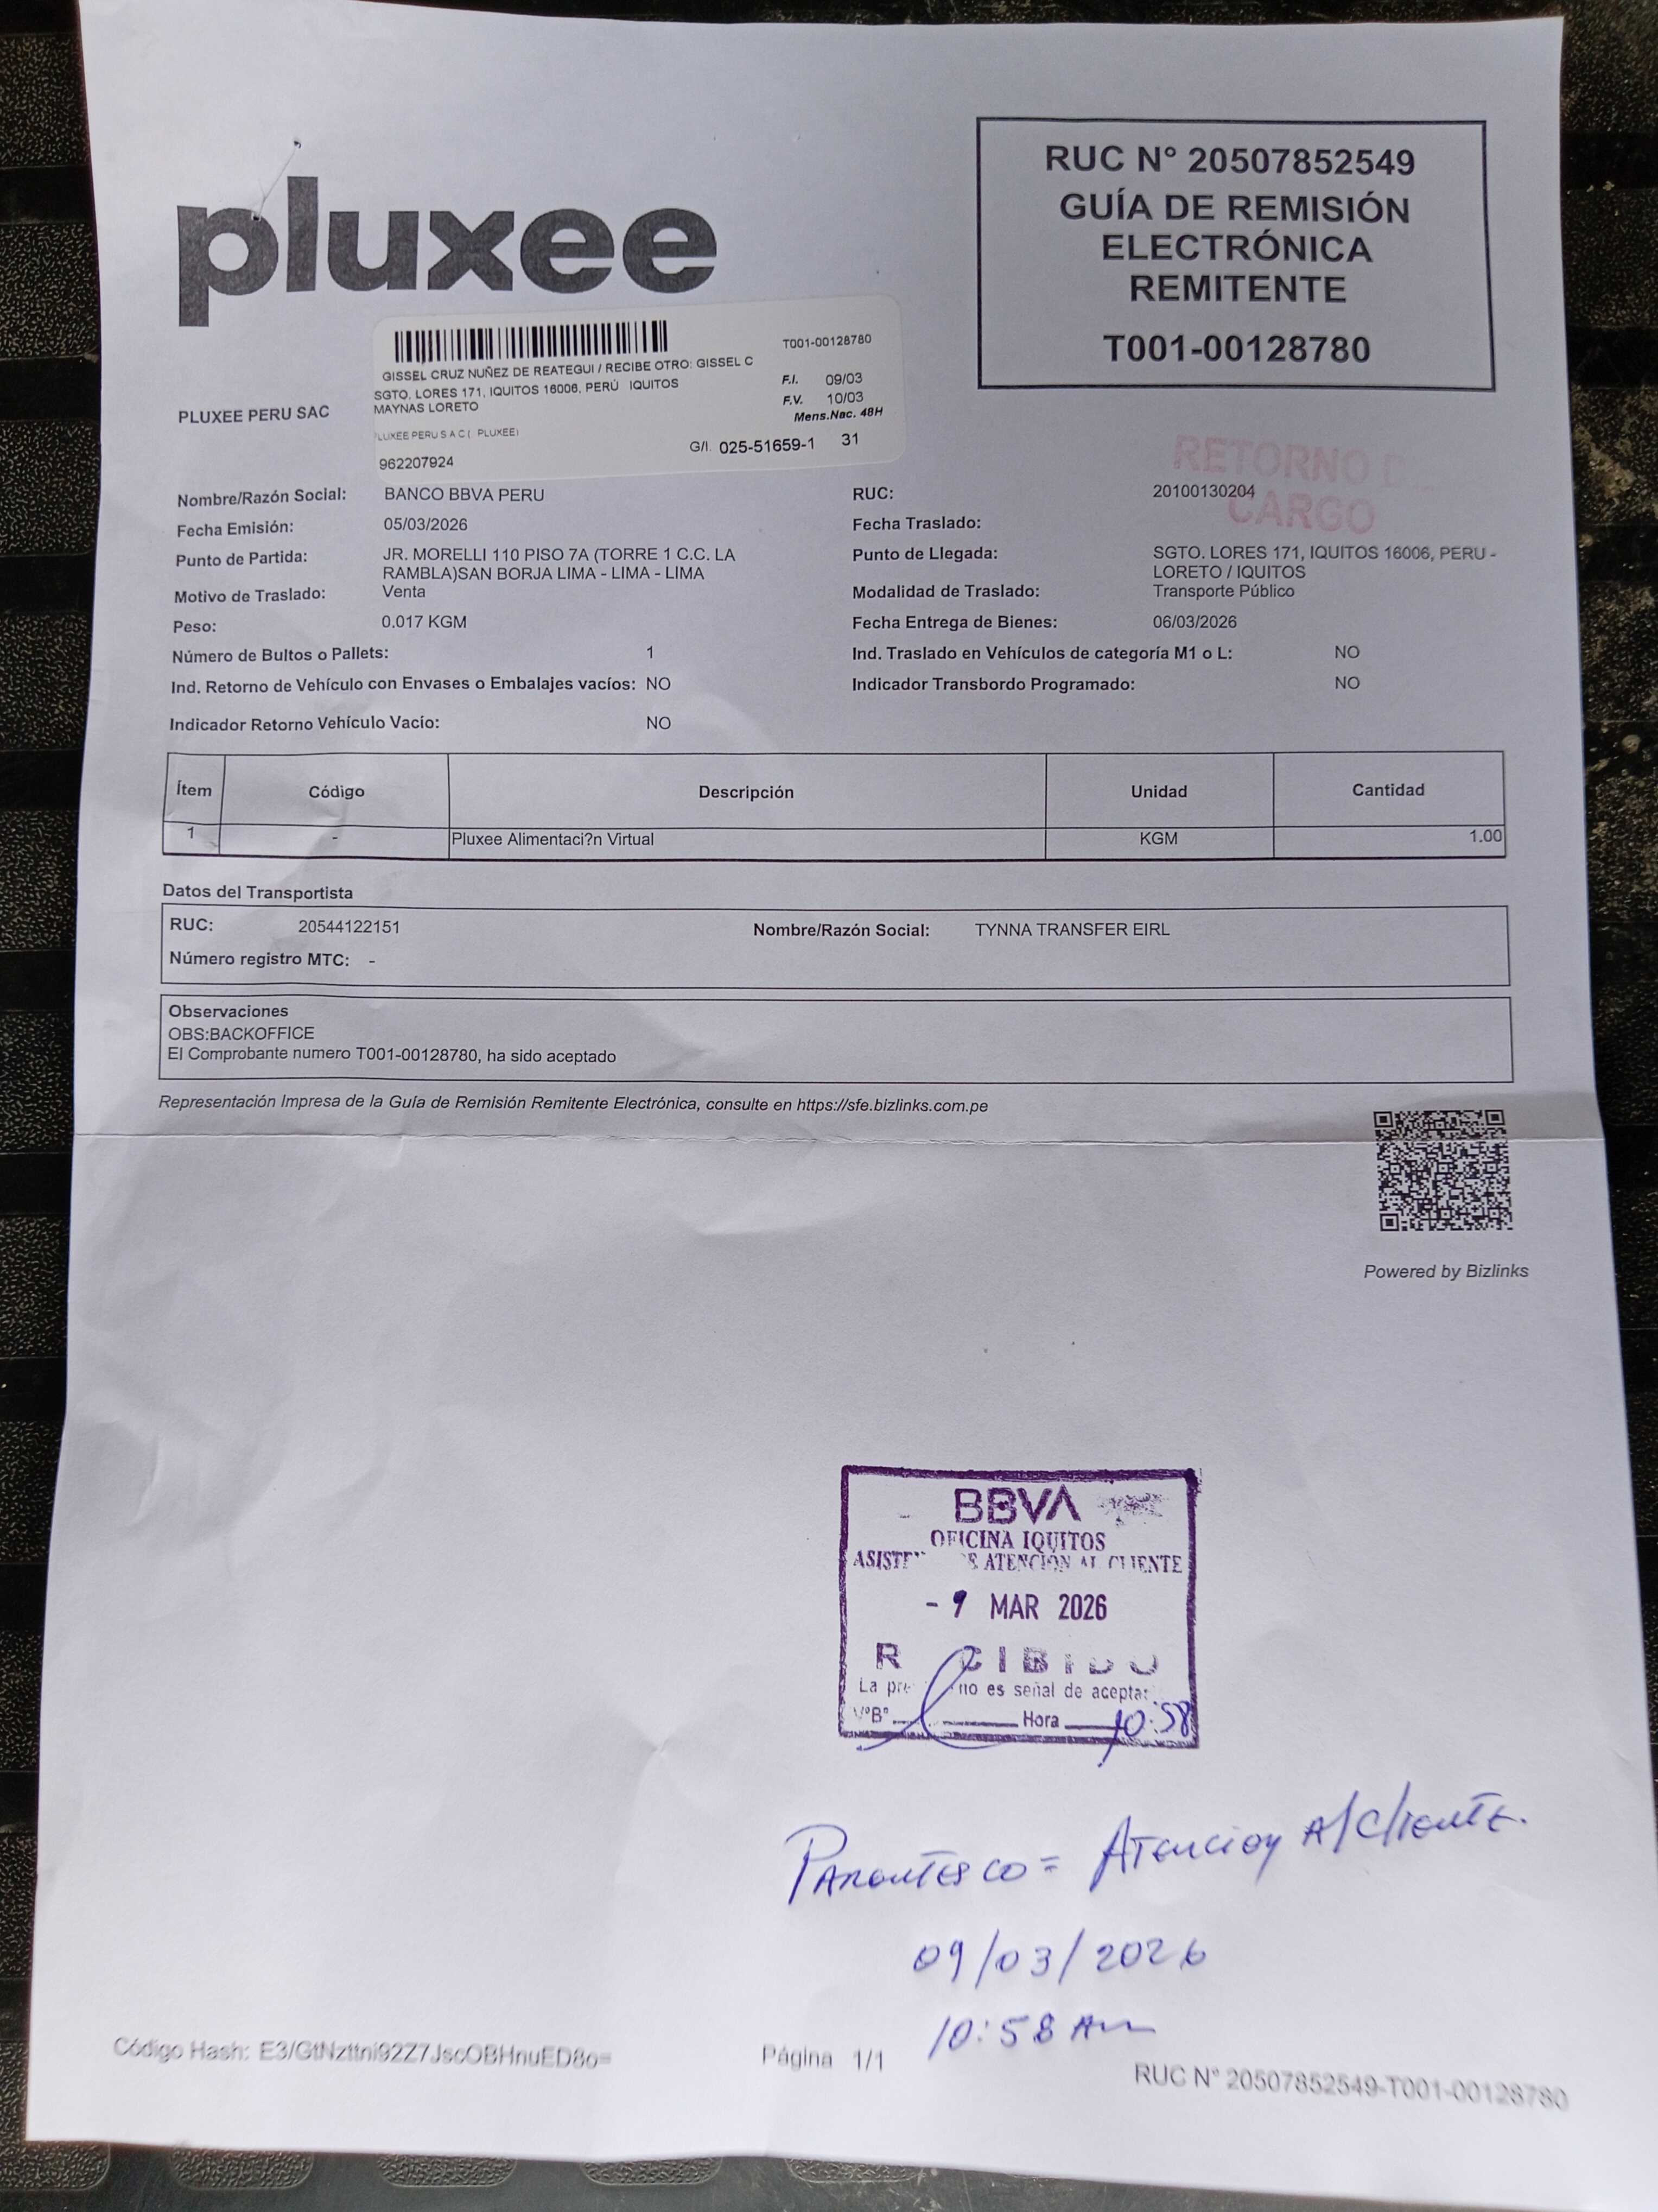 pluxee
RUC N° 20507852549
GUÍA DE REMISIÓN
ELECTRÓNICA
REMITENTE
T001-00128780
PLUXEE PERU SAC
T001-00128780
GISSEL CRUZ NUÑEZ DE REATEGUI / RECIBE OTRO: GISSEL C
SGTO. LORES 171, IQUITOS 16006, PERÚ IQUITOS
MAYNAS LORETO
F.I. 09/03
F.V. 10/03
Mens.Nac. 48H
PLUXEE PERU S A C ( PLUXEE)
G/I. 025-51659-1 31
962207924
RETORNO
CARGO
Nombre/Razón Social: BANCO BBVA PERU
RUC: 20100130204
Fecha Emisión: 05/03/2026
Fecha Traslado:
Punto de Partida: JR. MORELLI 110 PISO 7A (TORRE 1 C.C. LA
RAMBLA)SAN BORJA LIMA - LIMA - LIMA
Punto de Llegada: SGTO. LORES 171, IQUITOS 16006, PERU -
LORETO / IQUITOS
Motivo de Traslado: Venta
Modalidad de Traslado: Transporte Público
Peso: 0.017 KGM
Fecha Entrega de Bienes: 06/03/2026
Número de Bultos o Pallets: 1
Ind. Traslado en Vehículos de categoría M1 o L: NO
Ind. Retorno de Vehículo con Envases o Embalajes vacíos: NO
Indicador Transbordo Programado: NO
Indicador Retorno Vehículo Vacío: NO
Ítem Código Descripción Unidad Cantidad
1 - Pluxee Alimentaci?n Virtual KGM 1.00
Datos del Transportista
RUC: 20544122151 Nombre/Razón Social: TYNNA TRANSFER EIRL
Número registro MTC: -
Observaciones
OBS:BACKOFFICE
El Comprobante numero T001-00128780, ha sido aceptado
Representación Impresa de la Guía de Remisión Remitente Electrónica, consulte en https://sfe.bizlinks.com.pe
Powered by Bizlinks
BBVA
OFICINA IQUITOS
ATENCIÓN AL CLIENTE
- 9 MAR 2026
R CIBIDO
La no es señal de acepta
V°B° Hora 10:58
Parentesco = Atencion Al Cliente.
09/03/2026
10:58 Am
Código Hash: E3/GtNzttni92Z7JscOBHnuED8o=
Página 1/1
RUC N° 20507852549-T001-00128780